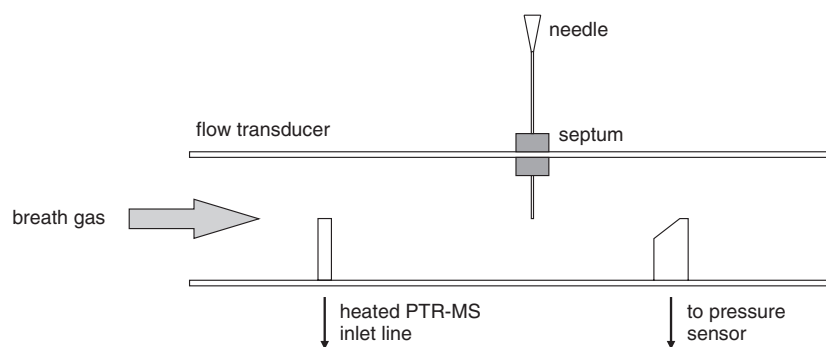 needle
flow transducer
septum
breath gas
heated PTR-MS
inlet line
to pressure
sensor